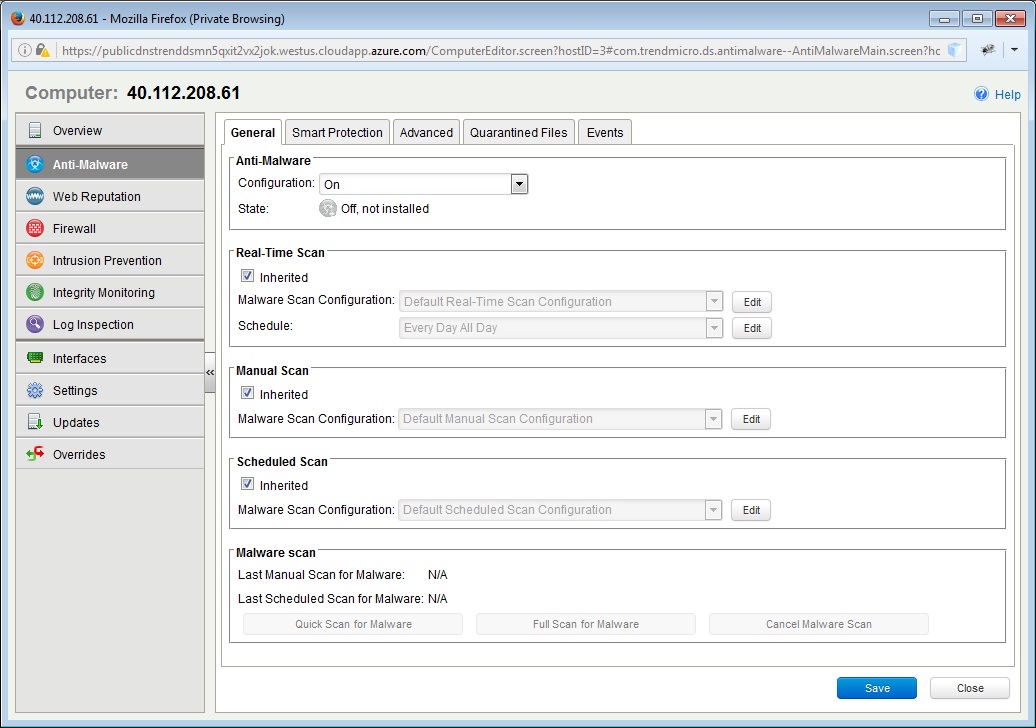 40.112.208.61 - Mozilla Firefox (Private Browsing)
https://publicdnstrenddsmn5qxit2vx2jok.westus.cloudapp.azure.com/ComputerEditor.screen?hostID=3#com.trendmicro.ds.antimalware--AntiMalwareMain.screen?hc
Computer: 40.112.208.61
Help
Overview
Anti-Malware
Web Reputation
Firewall
Intrusion Prevention
Integrity Monitoring
Log Inspection
Interfaces
Settings
Updates
Overrides
«
General Smart Protection Advanced Quarantined Files Events
Anti-Malware
Configuration: On
State: Off, not installed
Real-Time Scan
Inherited
Malware Scan Configuration: Default Real-Time Scan Configuration Edit
Schedule: Every Day All Day Edit
Manual Scan
Inherited
Malware Scan Configuration: Default Manual Scan Configuration Edit
Scheduled Scan
Inherited
Malware Scan Configuration: Default Scheduled Scan Configuration Edit
Malware scan
Last Manual Scan for Malware: N/A
Last Scheduled Scan for Malware: N/A
Quick Scan for Malware Full Scan for Malware Cancel Malware Scan
Save Close